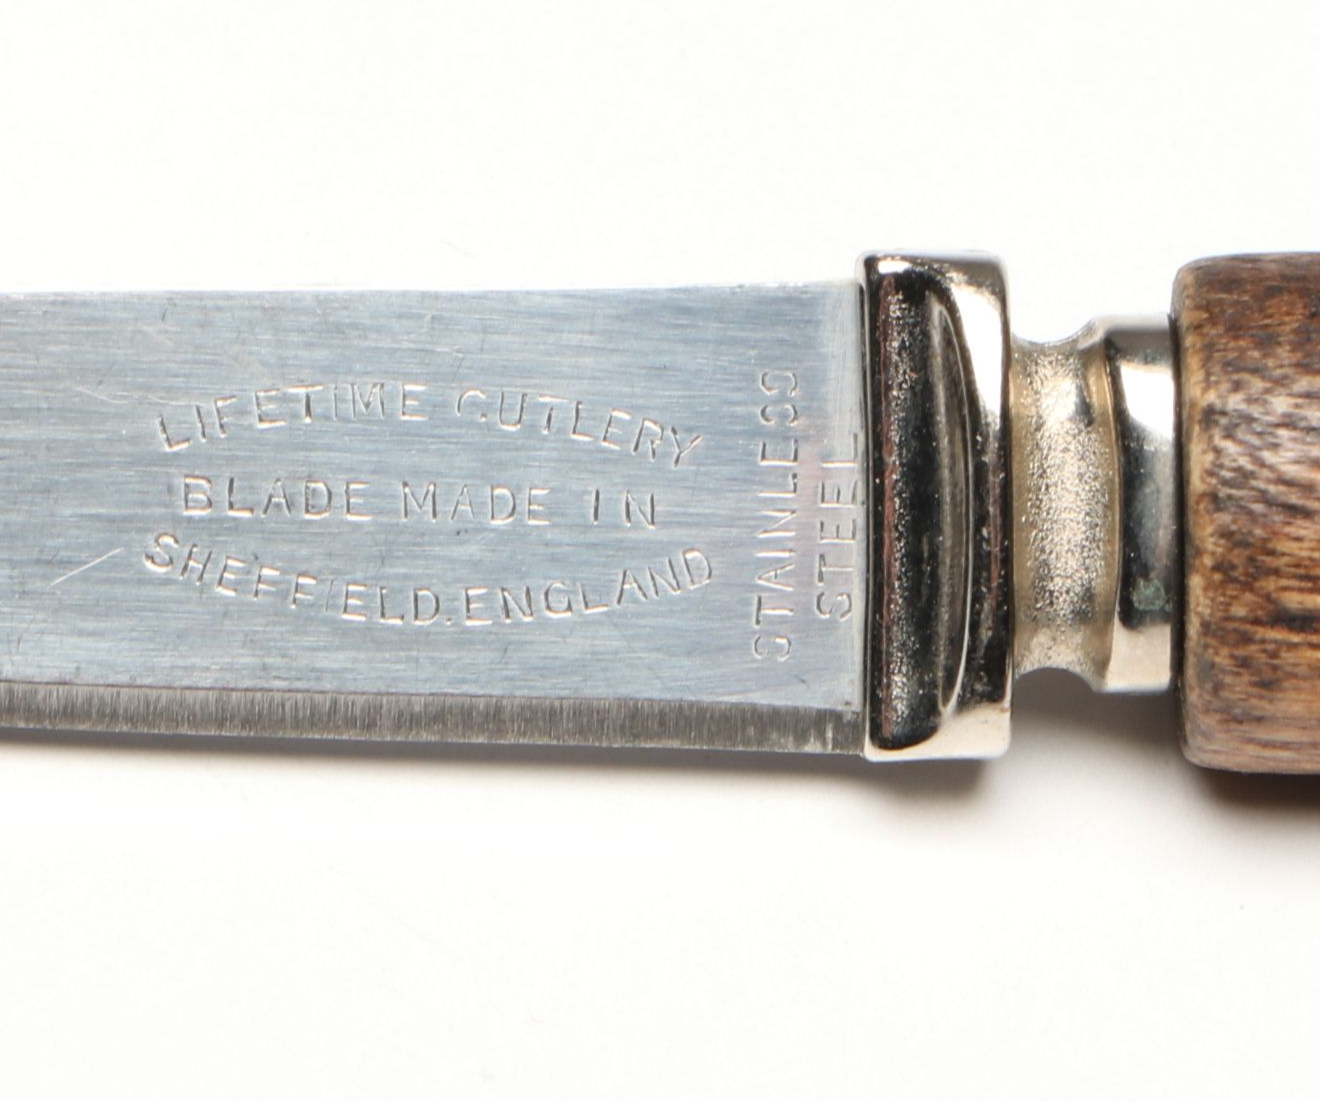 LIFETIME CUTLERY
BLADE MADE IN
SHEFFIELD.ENGLAND
STAINLESS
STEEL